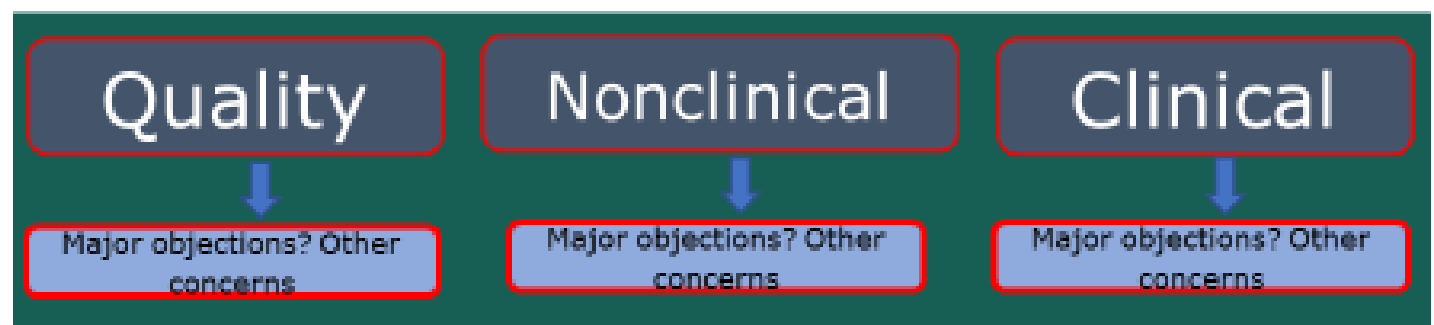 Quality
Nonclinical
Clinical
Major objections? Other
concerns
Major objections? Other
concerns
Major objections? Other
concerns